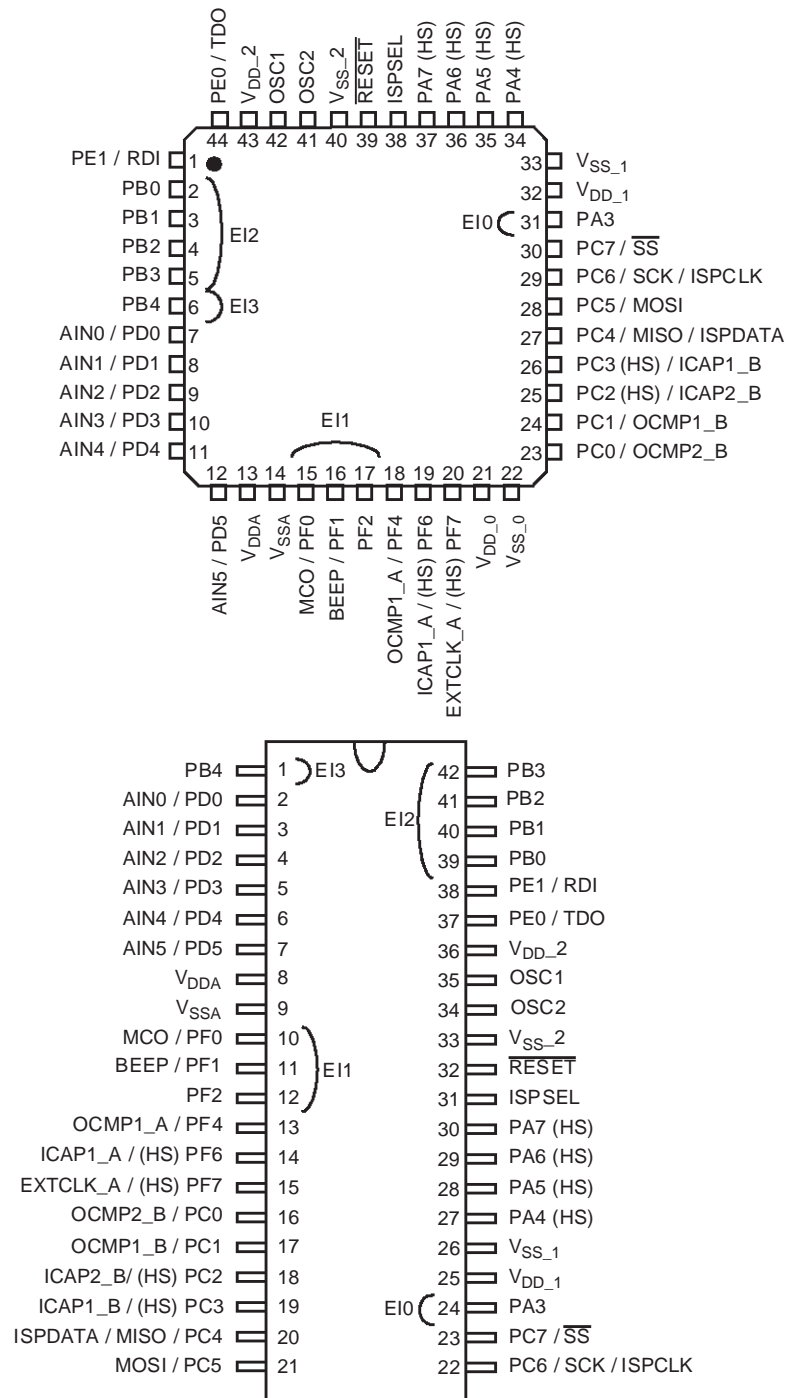 PE0 / TDO
VDD_2
OSC1
OSC2
VSS_2
RESET
ISPSEL
PA7 (HS)
PA6 (HS)
PA5 (HS)
PA4 (HS)
44 43 42 41 40 39 38 37 36 35 34
PE1 / RDI 1
PB0 2
PB1 3
PB2 4
PB3 5
EI2
PB4 6 EI3
AIN0 / PD0 7
AIN1 / PD1 8
AIN2 / PD2 9
AIN3 / PD3 10
AIN4 / PD4 11
33 VSS_1
32 VDD_1
EI0 31 PA3
30 PC7 / SS
29 PC6 / SCK / ISPCLK
28 PC5 / MOSI
27 PC4 / MISO / ISPDATA
26 PC3 (HS) / ICAP1_B
25 PC2 (HS) / ICAP2_B
24 PC1 / OCMP1_B
23 PC0 / OCMP2_B
EI1
12 13 14 15 16 17 18 19 20 21 22
AIN5 / PD5
VDDA
VSSA
MCO / PF0
BEEP / PF1
PF2
OCMP1_A / PF4
ICAP1_A / (HS) PF6
EXTCLK_A / (HS) PF7
VDD_0
VSS_0
PB4 1 EI3
AIN0 / PD0 2
AIN1 / PD1 3
AIN2 / PD2 4
AIN3 / PD3 5
AIN4 / PD4 6
AIN5 / PD5 7
VDDA 8
VSSA 9
MCO / PF0 10
BEEP / PF1 11 EI1
PF2 12
OCMP1_A / PF4 13
ICAP1_A / (HS) PF6 14
EXTCLK_A / (HS) PF7 15
OCMP2_B / PC0 16
OCMP1_B / PC1 17
ICAP2_B/ (HS) PC2 18
ICAP1_B / (HS) PC3 19
ISPDATA / MISO / PC4 20
MOSI / PC5 21
42 PB3
41 PB2
EI2
40 PB1
39 PB0
38 PE1 / RDI
37 PE0 / TDO
36 VDD_2
35 OSC1
34 OSC2
33 VSS_2
32 RESET
31 ISPSEL
30 PA7 (HS)
29 PA6 (HS)
28 PA5 (HS)
27 PA4 (HS)
26 VSS_1
25 VDD_1
EI0 24 PA3
23 PC7 / SS
22 PC6 / SCK / ISPCLK